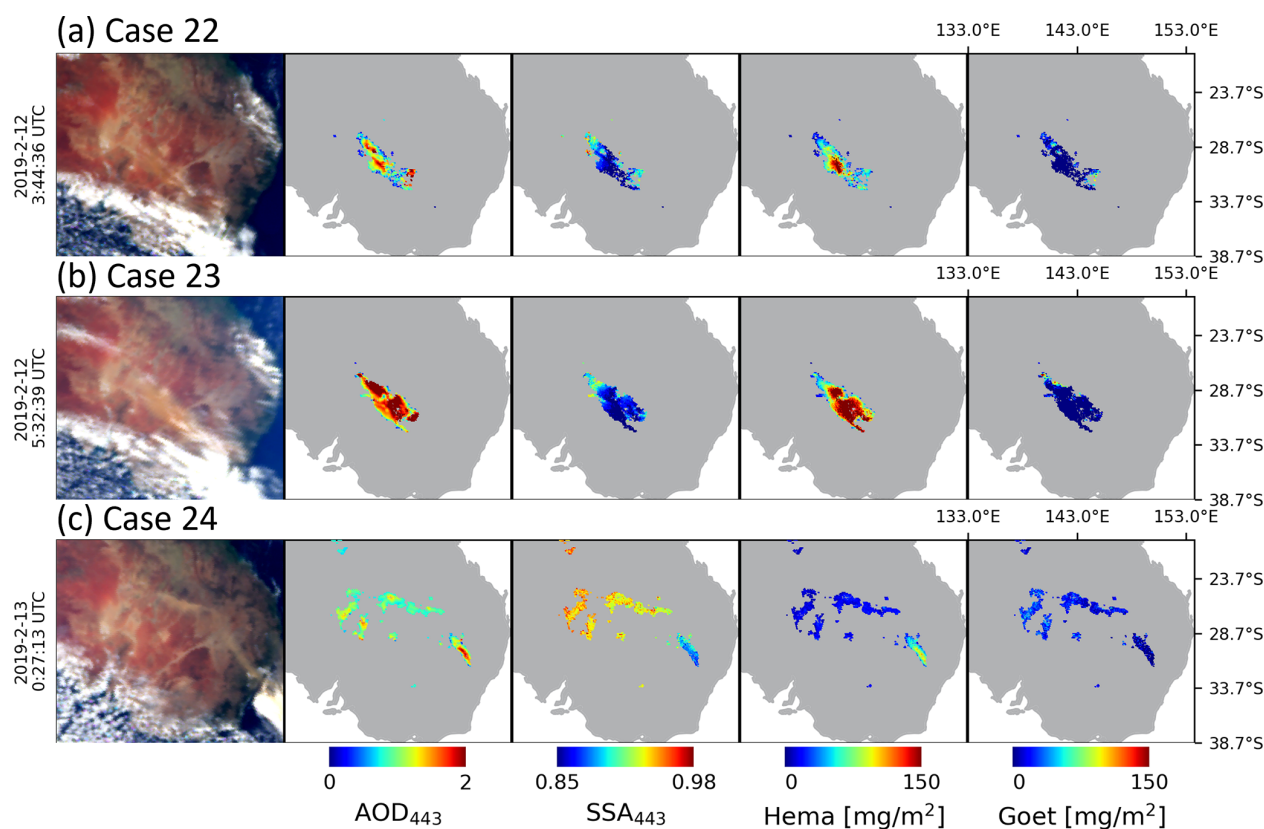 (a) Case 22
133.0°E 143.0°E 153.0°E
2019-2-12
3:44:36 UTC
23.7°S
28.7°S
33.7°S
38.7°S
(b) Case 23
133.0°E 143.0°E 153.0°E
2019-2-12
5:32:39 UTC
23.7°S
28.7°S
33.7°S
38.7°S
(c) Case 24
133.0°E 143.0°E 153.0°E
2019-2-13
0:27:13 UTC
23.7°S
28.7°S
33.7°S
38.7°S
0 2 0.85 0.98 0 150 0 150
AOD₄₄₃ SSA₄₄₃ Hema [mg/m²] Goet [mg/m²]